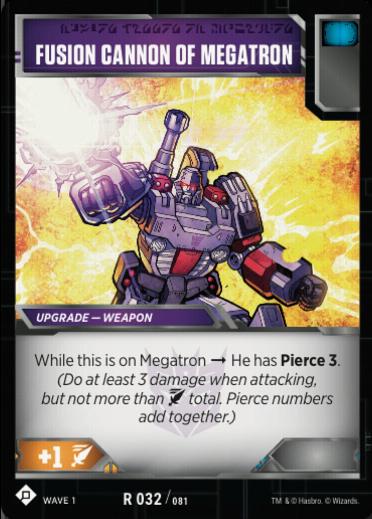 FUSION CANNON OF MEGATRON
UPGRADE — WEAPON
While this is on Megatron → He has Pierce 3.
(Do at least 3 damage when attacking,
but not more than total. Pierce numbers
add together.)
+1
WAVE 1 R 032 / 081 TM & © Hasbro. © Wizards.